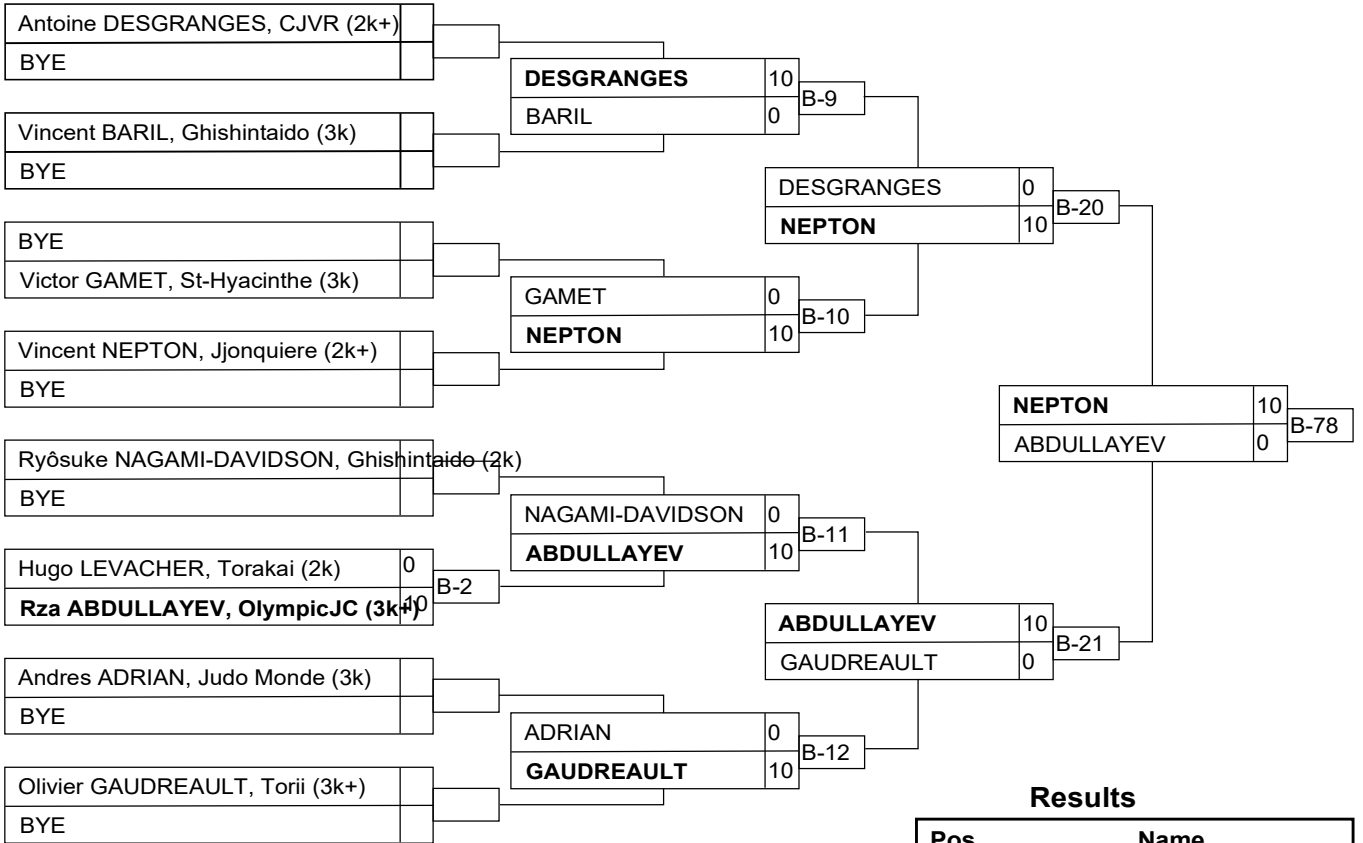 Antoine DESGRANGES, CJVR (2k+)
BYE
Vincent BARIL, Ghishintaido (3k)
BYE
BYE
Victor GAMET, St-Hyacinthe (3k)
Vincent NEPTON, Jjonquiere (2k+)
BYE
Ryôsuke NAGAMI-DAVIDSON, Ghishintaido (2k)
BYE
Hugo LEVACHER, Torakai (2k) 0
Rza ABDULLAYEV, OlympicJC (3k+) 10
B-2
Andres ADRIAN, Judo Monde (3k)
BYE
Olivier GAUDREAULT, Torii (3k+)
BYE
DESGRANGES 10
BARIL 0
B-9
GAMET 0
NEPTON 10
B-10
NAGAMI-DAVIDSON 0
ABDULLAYEV 10
B-11
ADRIAN 0
GAUDREAULT 10
B-12
DESGRANGES 0
NEPTON 10
B-20
ABDULLAYEV 10
GAUDREAULT 0
B-21
NEPTON 10
ABDULLAYEV 0
B-78
Results
Pos Name